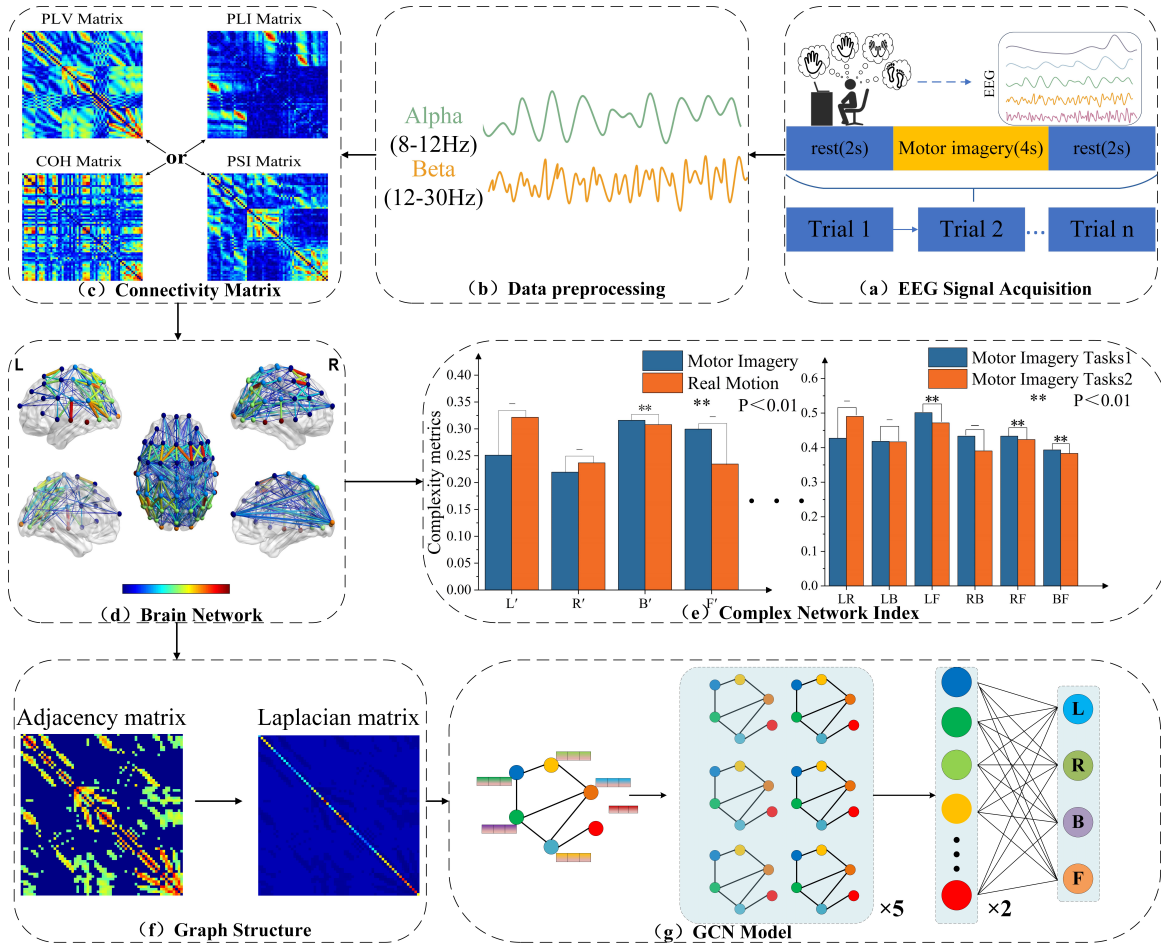 PLV Matrix
PLI Matrix
or
COH Matrix
PSI Matrix
（c）Connectivity Matrix
Alpha
(8-12Hz)
Beta
(12-30Hz)
（b）Data preprocessing
EEG
rest(2s)
Motor imagery(4s)
rest(2s)
Trial 1
Trial 2
...
Trial n
（a）EEG Signal Acquisition
L
R
（d）Brain Network
Complexity metrics
0.40
0.35
0.30
0.25
0.20
0.15
0.10
0.05
0.00
Motor Imagery
Real Motion
** P<0.01
–
–
**
–
L′
R′
B′
F′
· · ·
0.6
0.5
0.4
0.3
0.2
0.1
0.0
Motor Imagery Tasks1
Motor Imagery Tasks2
** P<0.01
–
–
**
–
**
**
LR
LB
LF
RB
RF
BF
（e）Complex Network Index
Adjacency matrix
Laplacian matrix
（f）Graph Structure
×5
×2
L
R
B
F
（g）GCN Model